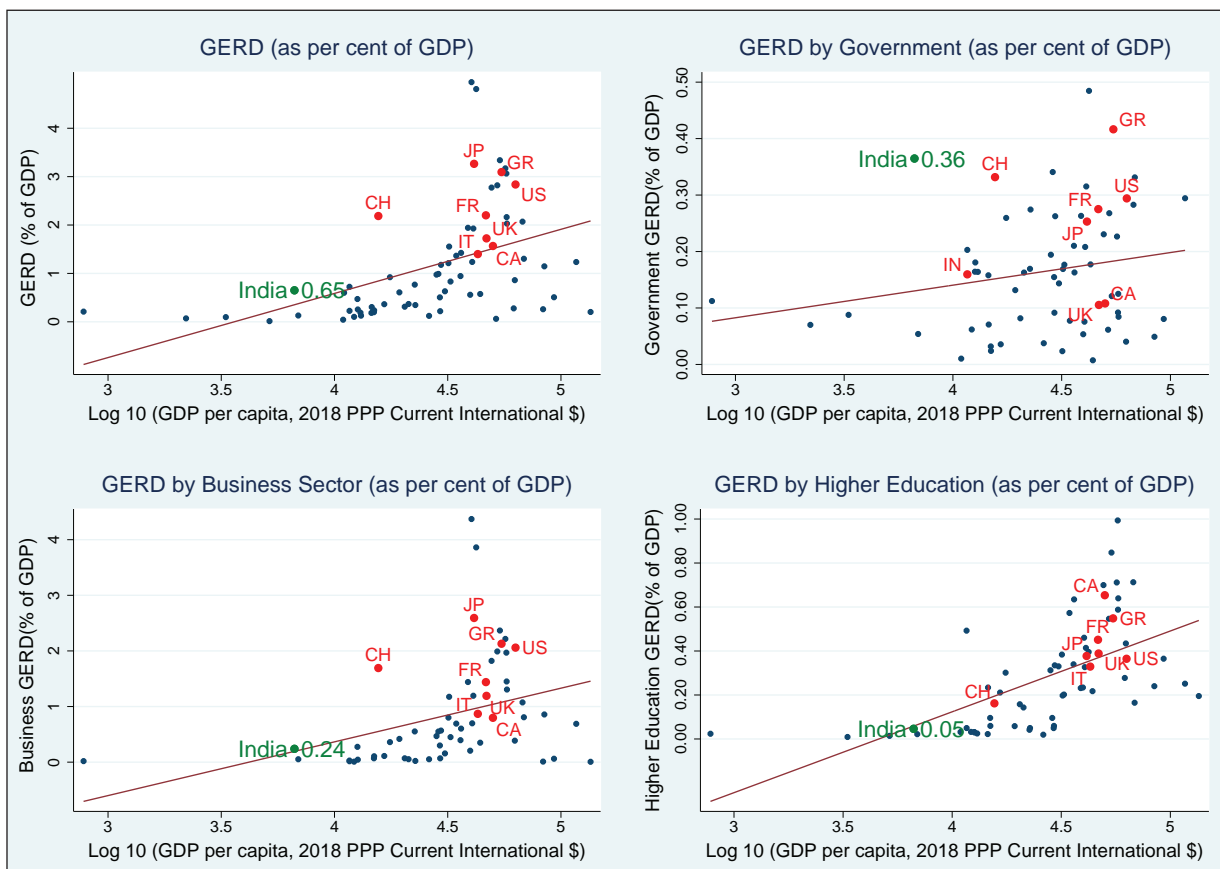 GERD (as per cent of GDP)
GERD (% of GDP)
4
3
2
1
0
JP
GR
US
CH
FR
UK
IT
CA
India 0.65
3
3.5
4
4.5
5
Log 10 (GDP per capita, 2018 PPP Current International $)
GERD by Government (as per cent of GDP)
Government GERD(% of GDP)
0.50
0.40
0.30
0.20
0.10
0.00
GR
India 0.36
CH
US
FR
JP
IN
CA
UK
3
3.5
4
4.5
5
Log 10 (GDP per capita, 2018 PPP Current International $)
GERD by Business Sector (as per cent of GDP)
Business GERD(% of GDP)
4
3
2
1
0
JP
GR
US
CH
FR
IT
UK
CA
India 0.24
3
3.5
4
4.5
5
Log 10 (GDP per capita, 2018 PPP Current International $)
GERD by Higher Education (as per cent of GDP)
Higher Education GERD(% of GDP)
1.00
0.80
0.60
0.40
0.20
0.00
CA
GR
FR
JP
UK
US
IT
CH
India 0.05
3
3.5
4
4.5
5
Log 10 (GDP per capita, 2018 PPP Current International $)